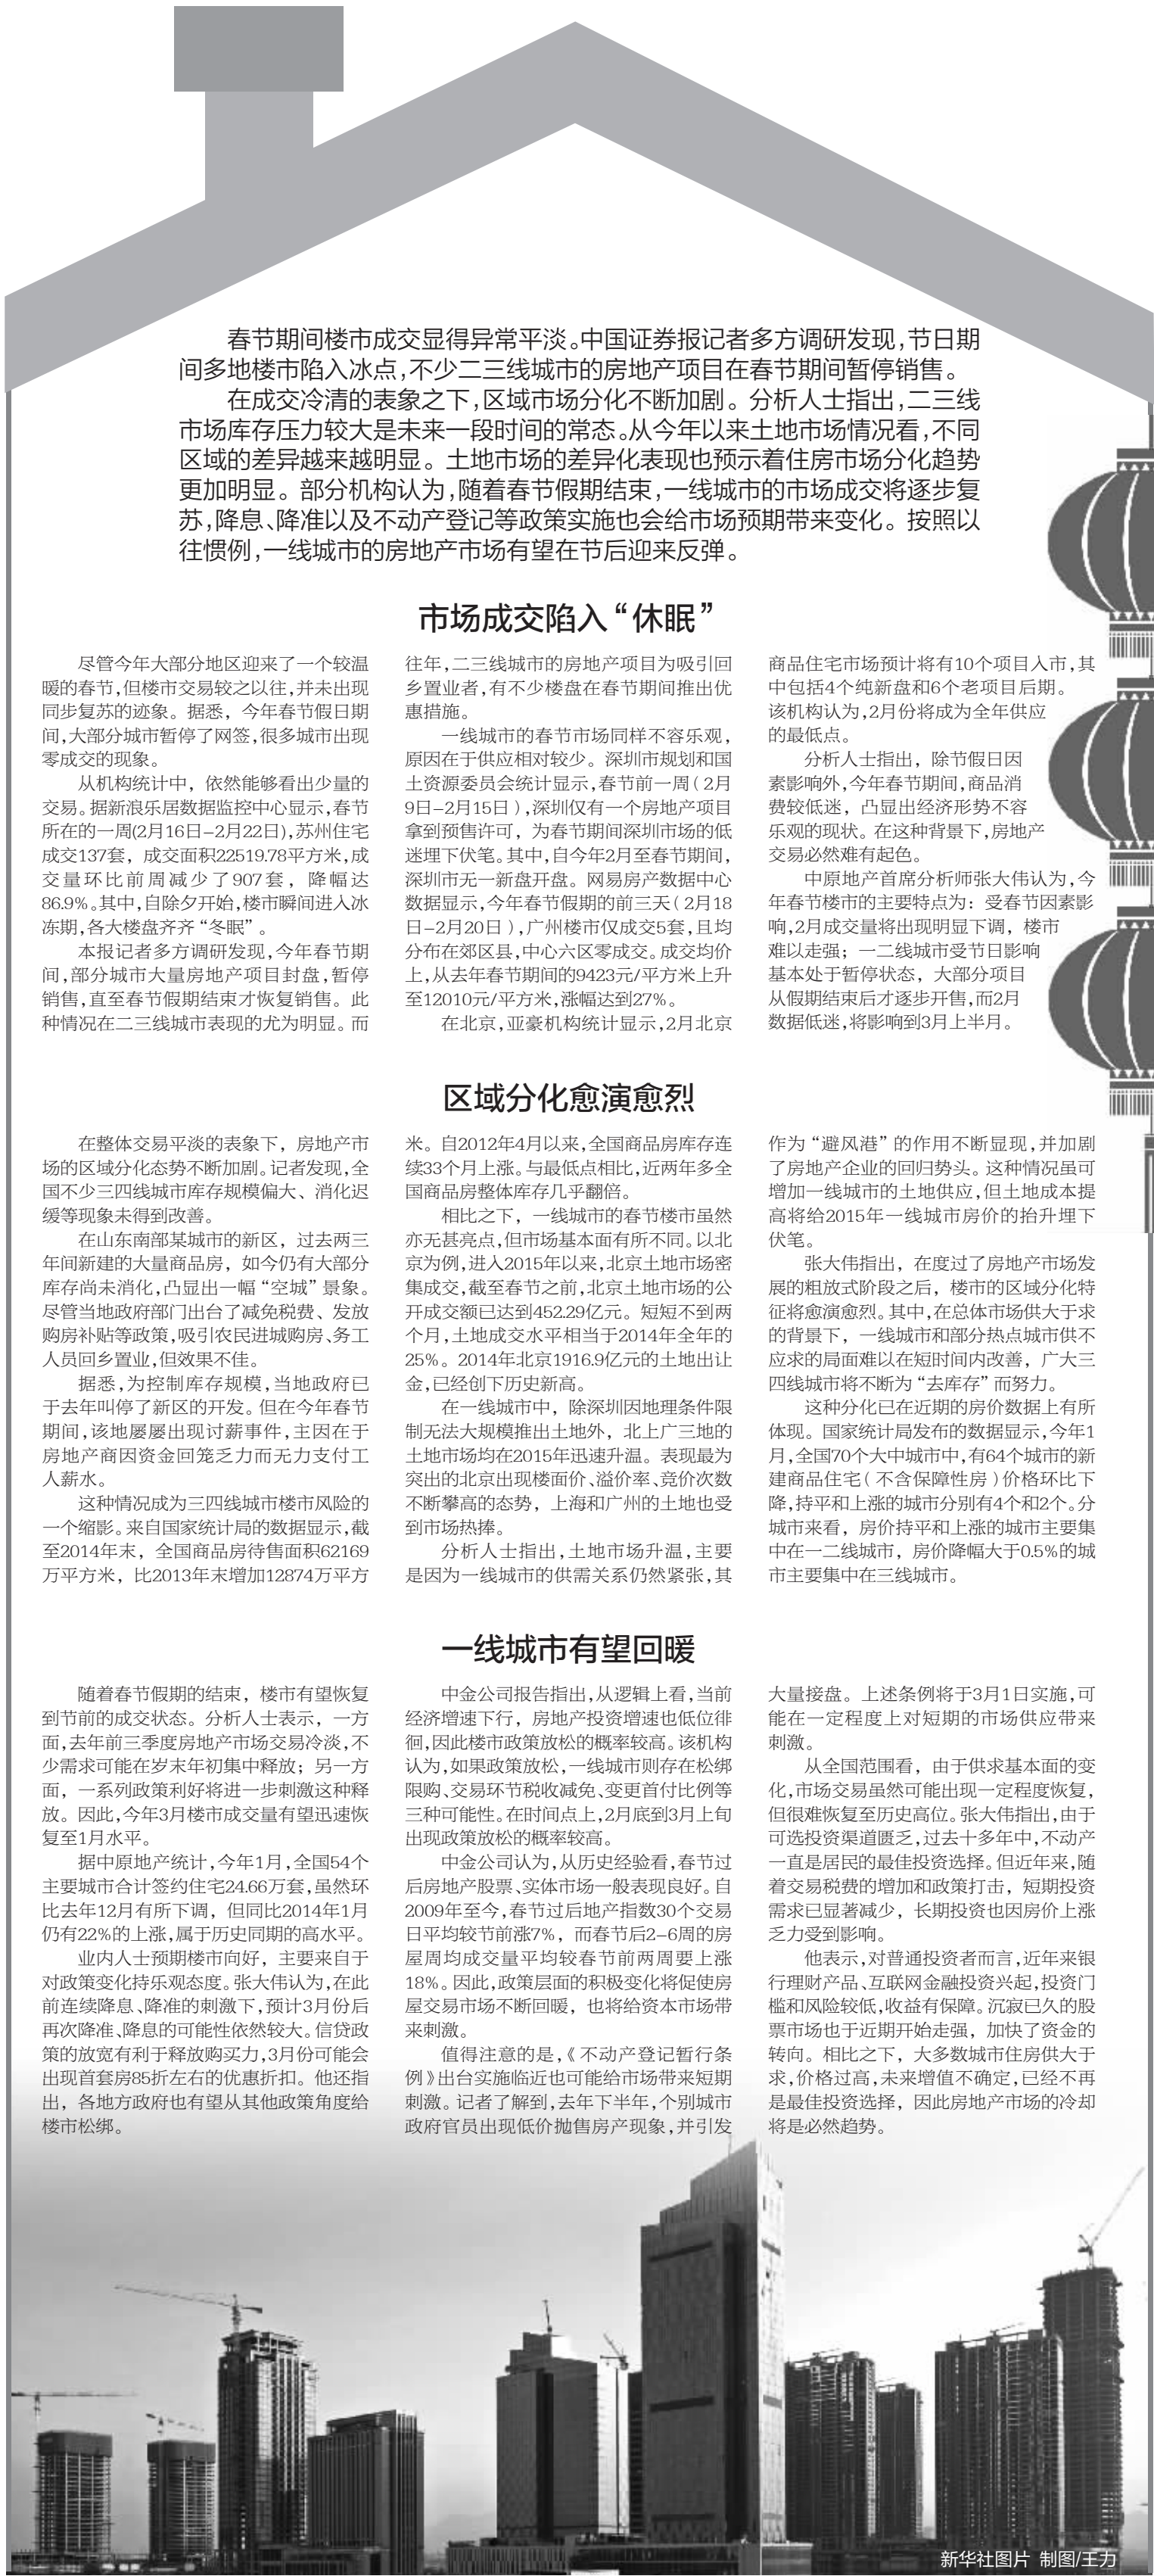 春节期间楼市成交显得异常平淡。中国证券报记者多方调研发现,节日期
间多地楼市陷入冰点,不少二三线城市的房地产项目在春节期间暂停销售。
在成交冷清的表象之下,区域市场分化不断加剧。分析人士指出,二三线
市场库存压力较大是未来一段时间的常态。从今年以来土地市场情况看,不同
区域的差异越来越明显。土地市场的差异化表现也预示着住房市场分化趋势
更加明显。部分机构认为,随着春节假期结束,一线城市的市场成交将逐步复
苏,降息、降准以及不动产登记等政策实施也会给市场预期带来变化。按照以
往惯例,一线城市的房地产市场有望在节后迎来反弹。
市场成交陷入“休眠”
尽管今年大部分地区迎来了一个较温
暖的春节,但楼市交易较之以往,并未出现
同步复苏的迹象。据悉,今年春节假日期
间,大部分城市暂停了网签,很多城市出现
零成交的现象。
从机构统计中,依然能够看出少量的
交易。据新浪乐居数据监控中心显示,春节
所在的一周(2月16日-2月22日),苏州住宅
成交137套,成交面积22519.78平方米,成
交量环比前周减少了907套,降幅达
86.9%。其中,自除夕开始,楼市瞬间进入冰
冻期,各大楼盘齐齐“冬眠”。
本报记者多方调研发现,今年春节期
间,部分城市大量房地产项目封盘,暂停
销售,直至春节假期结束才恢复销售。此
种情况在二三线城市表现的尤为明显。而
往年,二三线城市的房地产项目为吸引回
乡置业者,有不少楼盘在春节期间推出优
惠措施。
一线城市的春节市场同样不容乐观,
原因在于供应相对较少。深圳市规划和国
土资源委员会统计显示,春节前一周(2月
9日-2月15日),深圳仅有一个房地产项目
拿到预售许可,为春节期间深圳市场的低
迷埋下伏笔。其中,自今年2月至春节期间,
深圳市无一新盘开盘。网易房产数据中心
数据显示,今年春节假期的前三天(2月18
日-2月20日),广州楼市仅成交5套,且均
分布在郊区县,中心六区零成交。成交均价
上,从去年春节期间的9423元/平方米上升
至12010元/平方米,涨幅达到27%。
在北京,亚豪机构统计显示,2月北京
商品住宅市场预计将有10个项目入市,其
中包括4个纯新盘和6个老项目后期。
该机构认为,2月份将成为全年供应
的最低点。
分析人士指出,除节假日因
素影响外,今年春节期间,商品消
费较低迷,凸显出经济形势不容
乐观的现状。在这种背景下,房地产
交易必然难有起色。
中原地产首席分析师张大伟认为,今
年春节楼市的主要特点为:受春节因素影
响,2月成交量将出现明显下调,楼市
难以走强;一二线城市受节日影响
基本处于暂停状态,大部分项目
从假期结束后才逐步开售,而2月
数据低迷,将影响到3月上半月。
区域分化愈演愈烈
在整体交易平淡的表象下,房地产市
场的区域分化态势不断加剧。记者发现,全
国不少三四线城市库存规模偏大、消化迟
缓等现象未得到改善。
在山东南部某城市的新区,过去两三
年间新建的大量商品房,如今仍有大部分
库存尚未消化,凸显出一幅“空城”景象。
尽管当地政府部门出台了减免税费、发放
购房补贴等政策,吸引农民进城购房、务工
人员回乡置业,但效果不佳。
据悉,为控制库存规模,当地政府已
于去年叫停了新区的开发。但在今年春节
期间,该地屡屡出现讨薪事件,主因在于
房地产商因资金回笼乏力而无力支付工
人薪水。
这种情况成为三四线城市楼市风险的
一个缩影。来自国家统计局的数据显示,截
至2014年末,全国商品房待售面积62169
万平方米,比2013年末增加12874万平方
米。自2012年4月以来,全国商品房库存连
续33个月上涨。与最低点相比,近两年多全
国商品房整体库存几乎翻倍。
相比之下,一线城市的春节楼市虽然
亦无甚亮点,但市场基本面有所不同。以北
京为例,进入2015年以来,北京土地市场密
集成交,截至春节之前,北京土地市场的公
开成交额已达到452.29亿元。短短不到两
个月,土地成交水平相当于2014年全年的
25%。2014年北京1916.9亿元的土地出让
金,已经创下历史新高。
在一线城市中,除深圳因地理条件限
制无法大规模推出土地外,北上广三地的
土地市场均在2015年迅速升温。表现最为
突出的北京出现楼面价、溢价率、竞价次数
不断攀高的态势,上海和广州的土地也受
到市场热捧。
分析人士指出,土地市场升温,主要
是因为一线城市的供需关系仍然紧张,其
作为“避风港”的作用不断显现,并加剧
了房地产企业的回归势头。这种情况虽可
增加一线城市的土地供应,但土地成本提
高将给2015年一线城市房价的抬升埋下
伏笔。
张大伟指出,在度过了房地产市场发
展的粗放式阶段之后,楼市的区域分化特
征将愈演愈烈。其中,在总体市场供大于求
的背景下,一线城市和部分热点城市供不
应求的局面难以在短时间内改善,广大三
四线城市将不断为“去库存”而努力。
这种分化已在近期的房价数据上有所
体现。国家统计局发布的数据显示,今年1
月,全国70个大中城市中,有64个城市的新
建商品住宅(不含保障性房)价格环比下
降,持平和上涨的城市分别有4个和2个。分
城市来看,房价持平和上涨的城市主要集
中在一二线城市,房价降幅大于0.5%的城
市主要集中在三线城市。
一线城市有望回暖
随着春节假期的结束,楼市有望恢复
到节前的成交状态。分析人士表示,一方
面,去年前三季度房地产市场交易冷淡,不
少需求可能在岁末年初集中释放;另一方
面,一系列政策利好将进一步刺激这种释
放。因此,今年3月楼市成交量有望迅速恢
复至1月水平。
据中原地产统计,今年1月,全国54个
主要城市合计签约住宅24.66万套,虽然环
比去年12月有所下调,但同比2014年1月
仍有22%的上涨,属于历史同期的高水平。
业内人士预期楼市向好,主要来自于
对政策变化持乐观态度。张大伟认为,在此
前连续降息、降准的刺激下,预计3月份后
再次降准、降息的可能性依然较大。信贷政
策的放宽有利于释放购买力,3月份可能会
出现首套房85折左右的优惠折扣。他还指
出,各地方政府也有望从其他政策角度给
楼市松绑。
中金公司报告指出,从逻辑上看,当前
经济增速下行,房地产投资增速也低位徘
徊,因此楼市政策放松的概率较高。该机构
认为,如果政策放松,一线城市则存在松绑
限购、交易环节税收减免、变更首付比例等
三种可能性。在时间点上,2月底到3月上旬
出现政策放松的概率较高。
中金公司认为,从历史经验看,春节过
后房地产股票、实体市场一般表现良好。自
2009年至今,春节过后地产指数30个交易
日平均较节前涨7%,而春节后2-6周的房
屋周均成交量平均较春节前两周要上涨
18%。因此,政策层面的积极变化将促使房
屋交易市场不断回暖,也将给资本市场带
来刺激。
值得注意的是,《不动产登记暂行条
例》出台实施临近也可能给市场带来短期
刺激。记者了解到,去年下半年,个别城市
政府官员出现低价抛售房产现象,并引发
大量接盘。上述条例将于3月1日实施,可
能在一定程度上对短期的市场供应带来
刺激。
从全国范围看,由于供求基本面的变
化,市场交易虽然可能出现一定程度恢复,
但很难恢复至历史高位。张大伟指出,由于
可选投资渠道匮乏,过去十多年中,不动产
一直是居民的最佳投资选择。但近年来,随
着交易税费的增加和政策打击,短期投资
需求已显著减少,长期投资也因房价上涨
乏力受到影响。
他表示,对普通投资者而言,近年来银
行理财产品、互联网金融投资兴起,投资门
槛和风险较低,收益有保障。沉寂已久的股
票市场也于近期开始走强,加快了资金的
转向。相比之下,大多数城市住房供大于
求,价格过高,未来增值不确定,已经不再
是最佳投资选择,因此房地产市场的冷却
将是必然趋势。
新华社图片 制图/王力